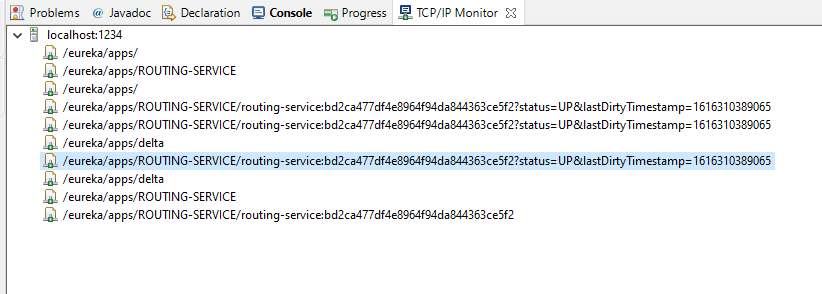 Problems @ Javadoc Declaration Console Progress TCP/IP Monitor
localhost:1234
/eureka/apps/
/eureka/apps/ROUTING-SERVICE
/eureka/apps/
/eureka/apps/ROUTING-SERVICE/routing-service:bd2ca477df4e8964f94da844363ce5f2?status=UP&lastDirtyTimestamp=1616310389065
/eureka/apps/ROUTING-SERVICE/routing-service:bd2ca477df4e8964f94da844363ce5f2?status=UP&lastDirtyTimestamp=1616310389065
/eureka/apps/delta
/eureka/apps/ROUTING-SERVICE/routing-service:bd2ca477df4e8964f94da844363ce5f2?status=UP&lastDirtyTimestamp=1616310389065
/eureka/apps/delta
/eureka/apps/ROUTING-SERVICE
/eureka/apps/ROUTING-SERVICE/routing-service:bd2ca477df4e8964f94da844363ce5f2